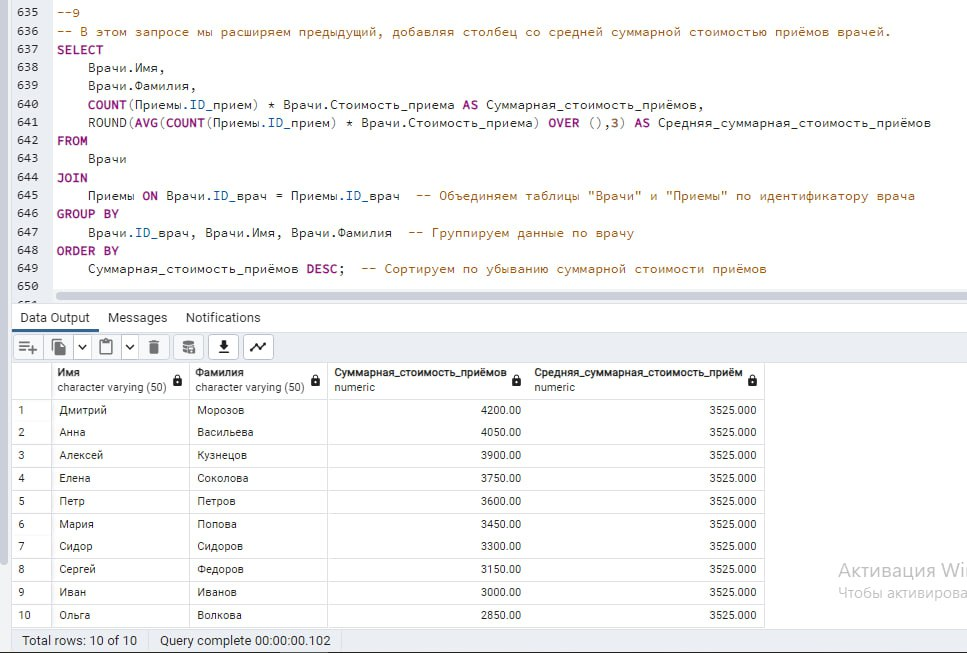 635 --9
636 -- В этом запросе мы расширяем предыдущий, добавляя столбец со средней суммарной стоимостью приёмов врачей.
637 SELECT
638 Врачи.Имя,
639 Врачи.Фамилия,
640 COUNT(Приемы.ID_прием) * Врачи.Стоимость_приема AS Суммарная_стоимость_приёмов,
641 ROUND(AVG(COUNT(Приемы.ID_прием) * Врачи.Стоимость_приема) OVER (),3) AS Средняя_суммарная_стоимость_приёмов
642 FROM
643 Врачи
644 JOIN
645 Приемы ON Врачи.ID_врач = Приемы.ID_врач -- Объединяем таблицы "Врачи" и "Приемы" по идентификатору врача
646 GROUP BY
647 Врачи.ID_врач, Врачи.Имя, Врачи.Фамилия -- Группируем данные по врачу
648 ORDER BY
649 Суммарная_стоимость_приёмов DESC; -- Сортируем по убыванию суммарной стоимости приёмов
650
Data Output Messages Notifications
Имя Фамилия Суммарная_стоимость_приёмов Средняя_суммарная_стоимость_приём
character varying (50) character varying (50) numeric numeric
1 Дмитрий Морозов 4200.00 3525.000
2 Анна Васильева 4050.00 3525.000
3 Алексей Кузнецов 3900.00 3525.000
4 Елена Соколова 3750.00 3525.000
5 Петр Петров 3600.00 3525.000
6 Мария Попова 3450.00 3525.000
7 Сидор Сидоров 3300.00 3525.000
8 Сергей Федоров 3150.00 3525.000
9 Иван Иванов 3000.00 3525.000
10 Ольга Волкова 2850.00 3525.000
Активация Wi
Чтобы активирова
Total rows: 10 of 10 Query complete 00:00:00.102